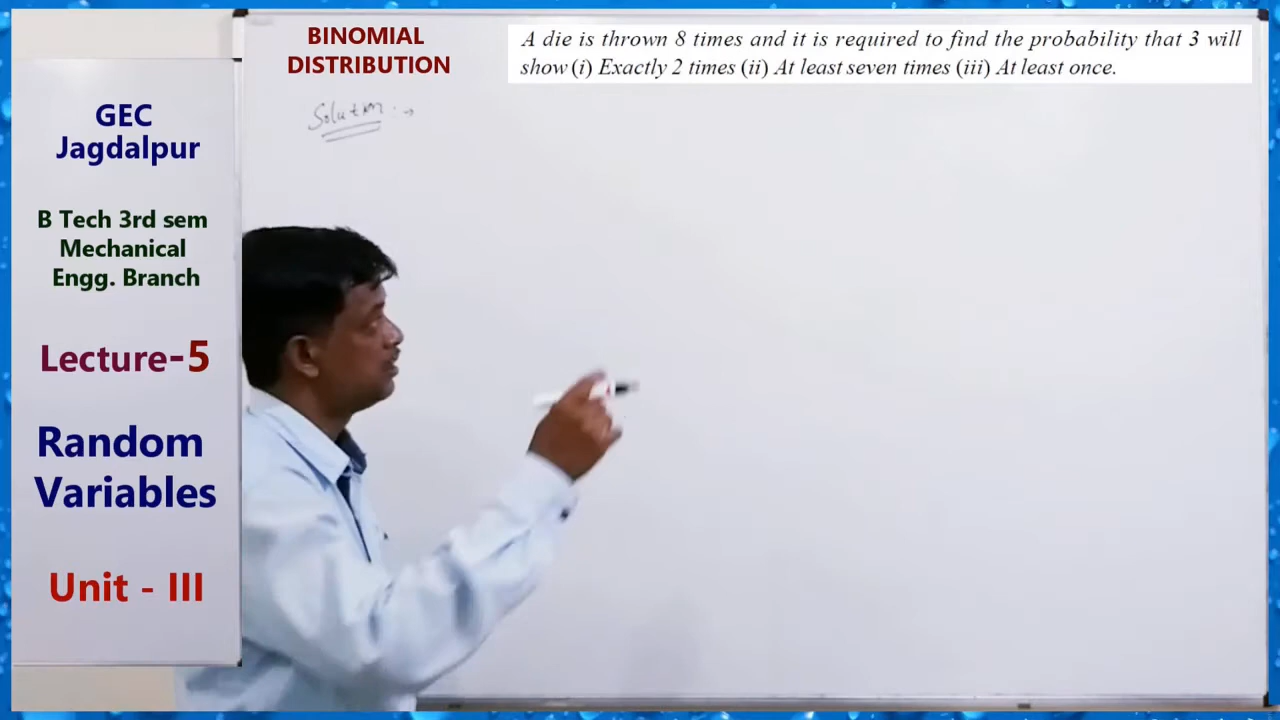 BINOMIAL
DISTRIBUTION
A die is thrown 8 times and it is required to find the probability that 3 will
show (i) Exactly 2 times (ii) At least seven times (iii) At least once.
Solution :→
GEC
Jagdalpur
B Tech 3rd sem
Mechanical
Engg. Branch
Lecture-5
Random
Variables
Unit - III